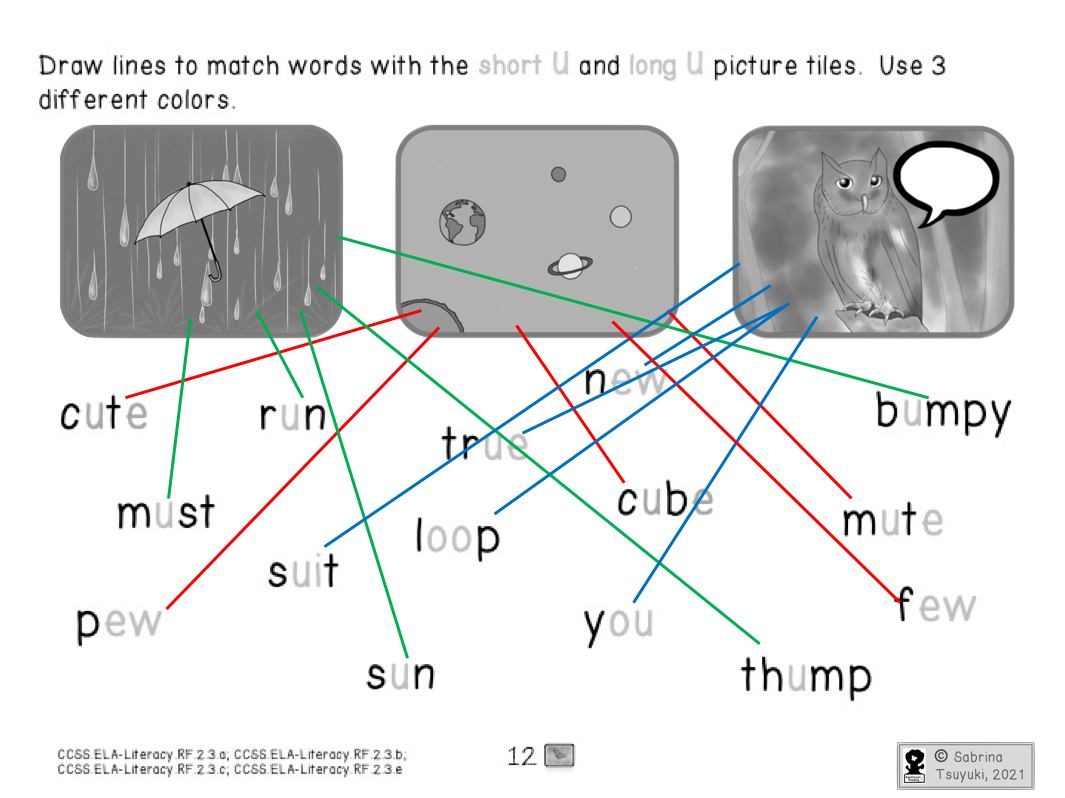 Draw lines to match words with the short u and long u picture tiles. Use 3
different colors.
new
cute
run
bumpy
true
must
cube
mute
loop
suit
pew
you
few
sun
thump
CCSS.ELA-Literacy.RF.2.3.a; CCSS.ELA-Literacy.RF.2.3.b;
CCSS.ELA-Literacy.RF.2.3.c; CCSS.ELA-Literacy.RF.2.3.e
12
© Sabrina
Tsuyuki, 2021